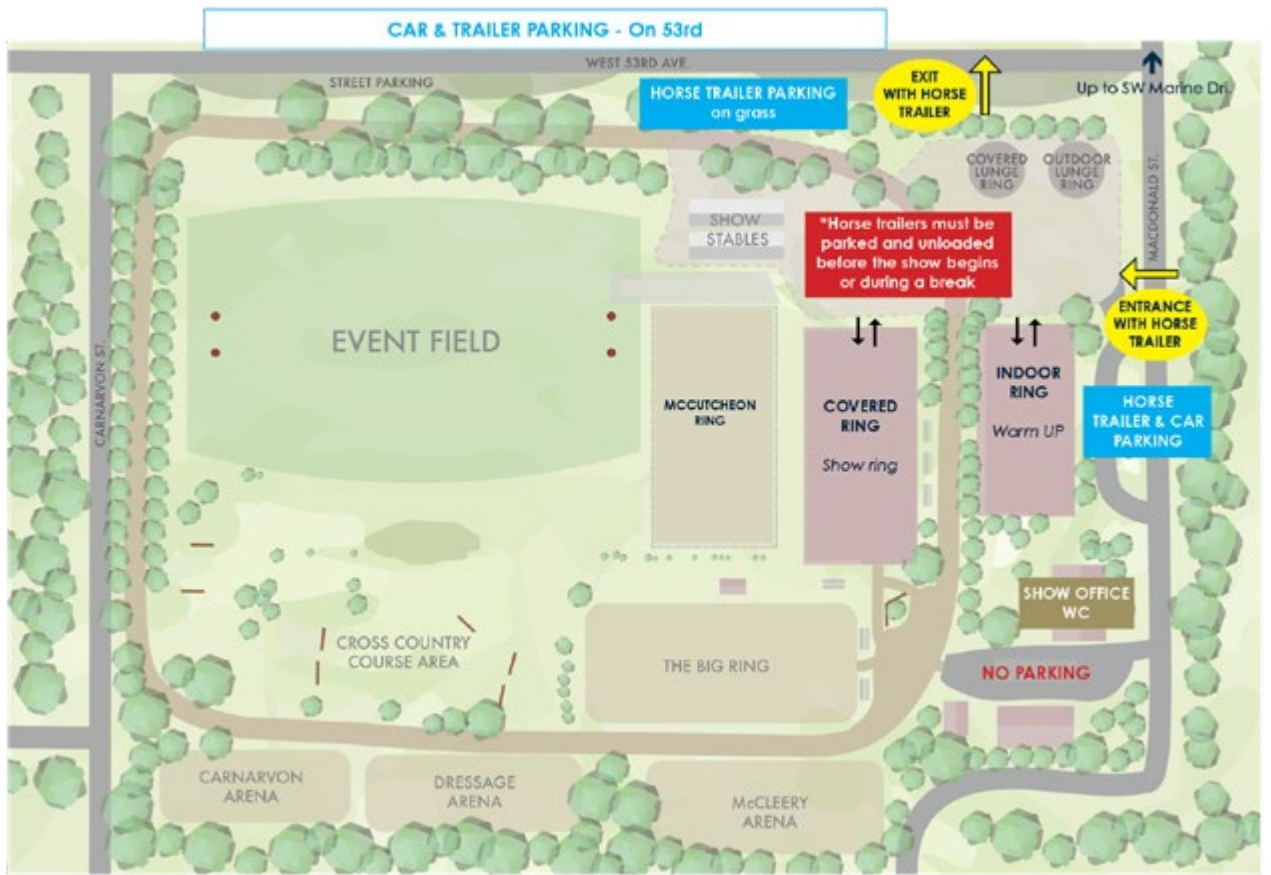 CAR & TRAILER PARKING - On 53rd
WEST 53RD AVE.
STREET PARKING
HORSE TRAILER PARKING
on grass
EXIT
WITH HORSE
TRAILER
Up to SW Marine Dri.
COVERED
LUNGE
RING
OUTDOOR
LUNGE
RING
MACDONALD ST.
SHOW
STABLES
*Horse trailers must be
parked and unloaded
before the show begins
or during a break
ENTRANCE
WITH HORSE
TRAILER
EVENT FIELD
CARNARVON ST.
MCCUTCHEON
RING
COVERED
RING
Show ring
INDOOR
RING
Warm UP
HORSE
TRAILER & CAR
PARKING
SHOW OFFICE
WC
CROSS COUNTRY
COURSE AREA
THE BIG RING
NO PARKING
CARNARVON
ARENA
DRESSAGE
ARENA
McCLEERY
ARENA